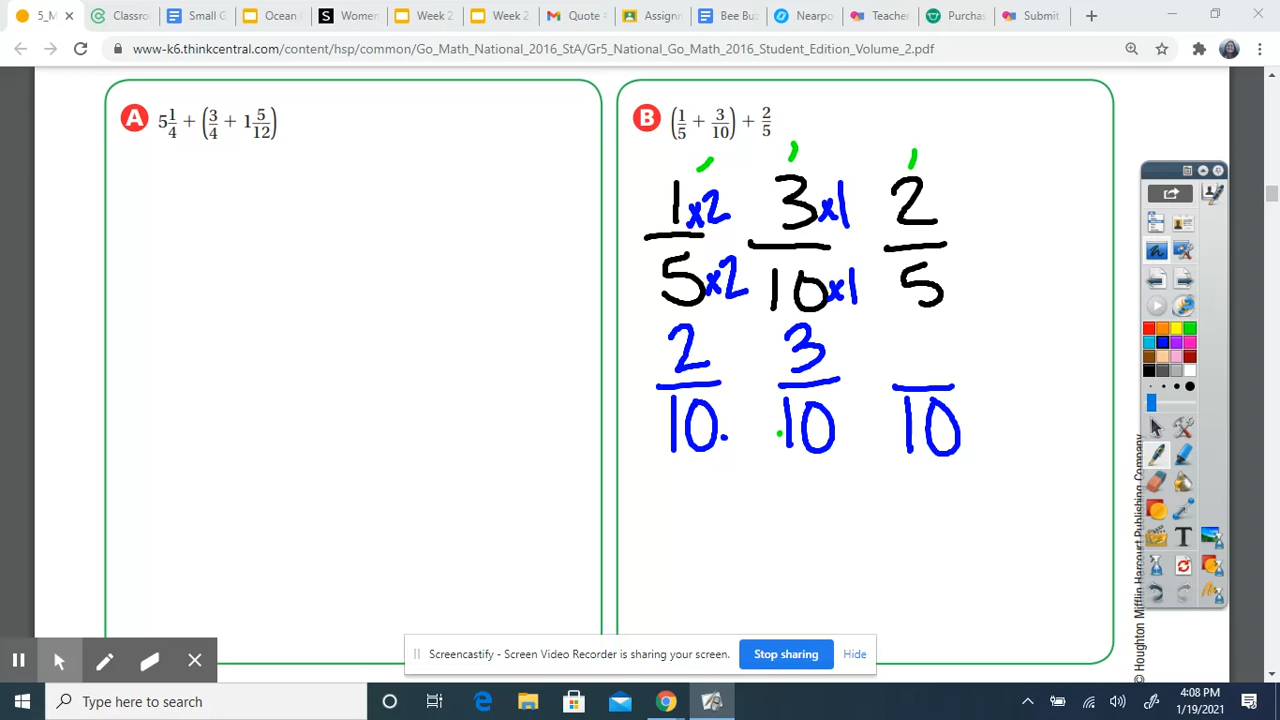 5_M
Classro
Small G
Ocean
Women
Week 2
Week 2
Quote
Assignm
Bee Bu
Nearpo
teacher
Purchas
Submit
www-k6.thinkcentral.com/content/hsp/common/Go_Math_National_2016_StA/Gr5_National_Go_Math_2016_Student_Edition_Volume_2.pdf
A 5 1/4 + (3/4 + 1 5/12)
B (1/5 + 3/10) + 2/5
1x2 3x1 2
5x2 10x1 5
2 3
10 10 10
© Houghton Mifflin Harcourt Publishing Company
Screencastify - Screen Video Recorder is sharing your screen.
Stop sharing
Hide
Type here to search
4:08 PM
1/19/2021